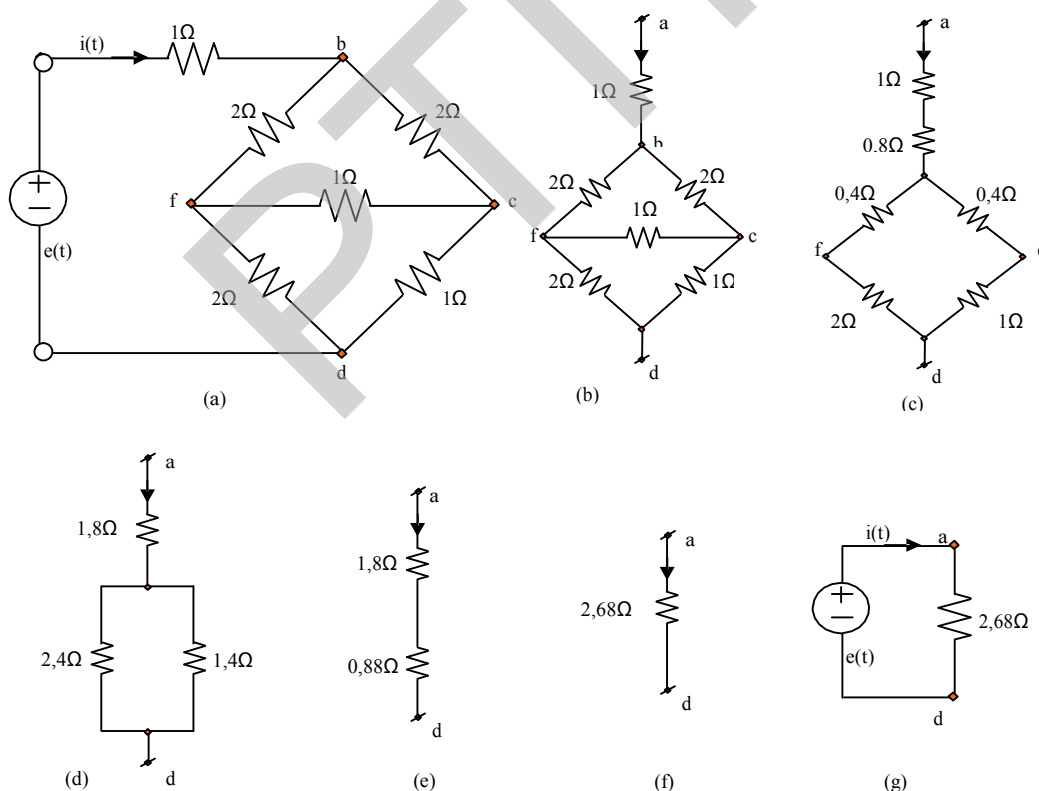 a
a
i(t)
1Ω
b
1Ω
1Ω
0.8Ω
2Ω
2Ω
b
2Ω
2Ω
0,4Ω
0,4Ω
1Ω
1Ω
f
c
f
c
f
e(t)
2Ω
1Ω
2Ω
1Ω
2Ω
1Ω
d
d
d
(a)
(b)
(c)
a
1,8Ω
2,4Ω
1,4Ω
d
(d)
a
1,8Ω
0,88Ω
d
(e)
a
2,68Ω
d
(f)
i(t)
a
2,68Ω
e(t)
d
(g)